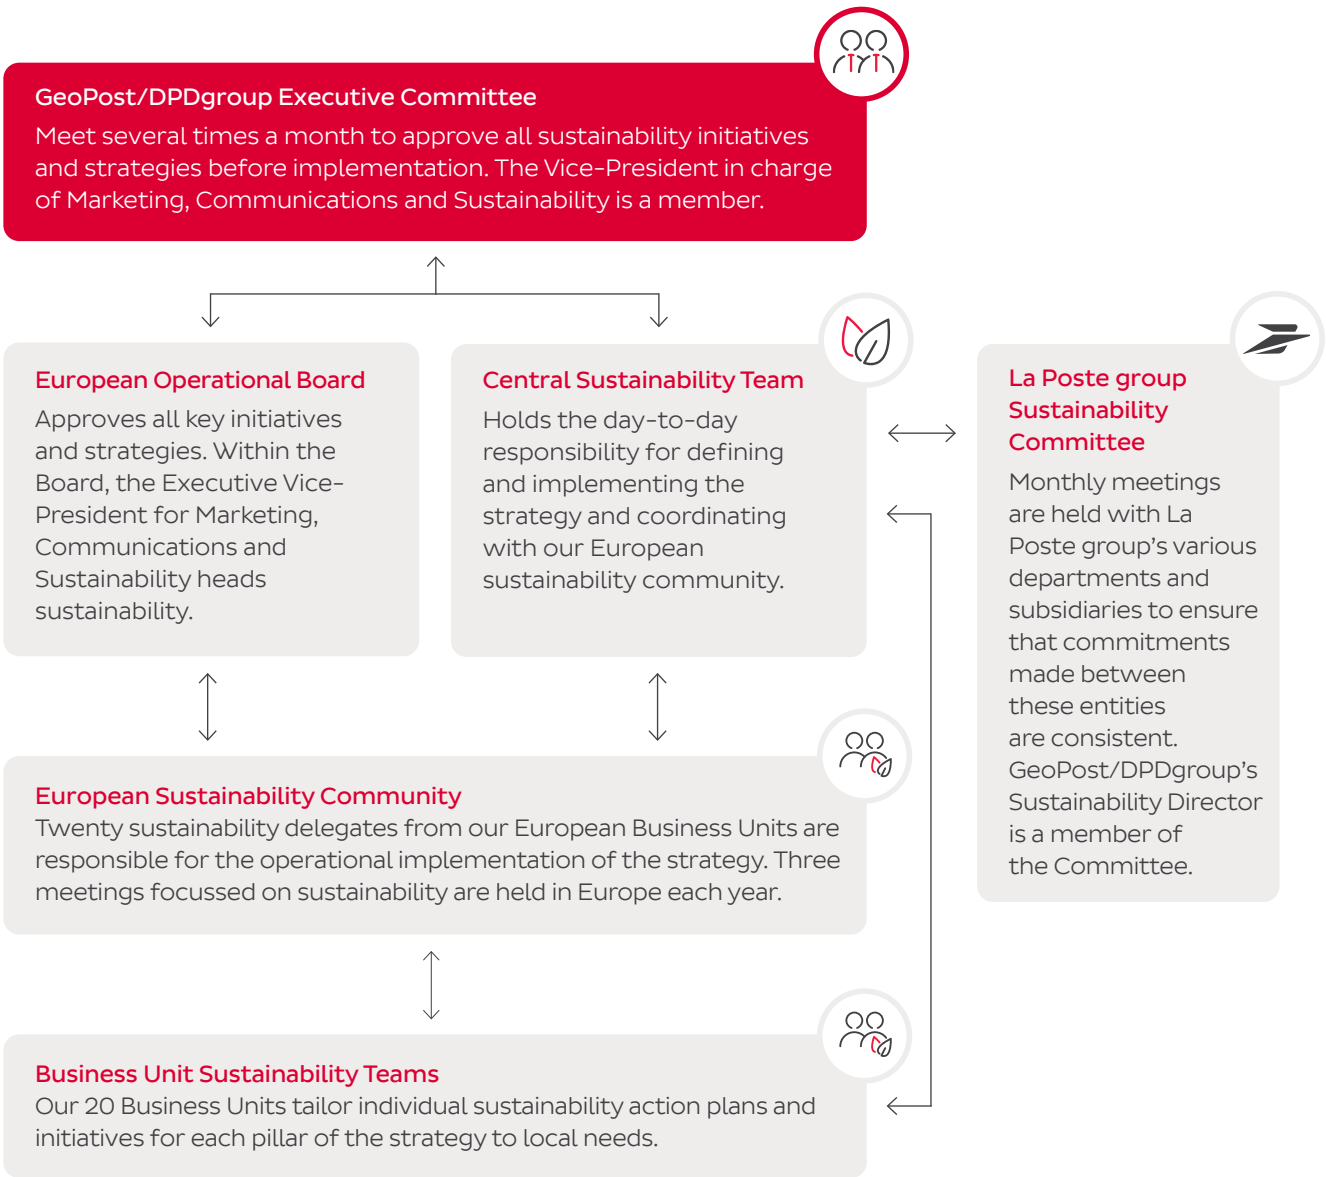 GeoPost/DPDgroup Executive Committee
Meet several times a month to approve all sustainability initiatives
and strategies before implementation. The Vice-President in charge
of Marketing, Communications and Sustainability is a member.
European Operational Board
Approves all key initiatives
and strategies. Within the
Board, the Executive Vice-
President for Marketing,
Communications and
Sustainability heads
sustainability.
Central Sustainability Team
Holds the day-to-day
responsibility for defining
and implementing the
strategy and coordinating
with our European
sustainability community.
La Poste group
Sustainability
Committee
Monthly meetings
are held with La
Poste group's various
departments and
subsidiaries to ensure
that commitments
made between
these entities
are consistent.
GeoPost/DPDgroup's
Sustainability Director
is a member of
the Committee.
European Sustainability Community
Twenty sustainability delegates from our European Business Units are
responsible for the operational implementation of the strategy. Three
meetings focussed on sustainability are held in Europe each year.
Business Unit Sustainability Teams
Our 20 Business Units tailor individual sustainability action plans and
initiatives for each pillar of the strategy to local needs.